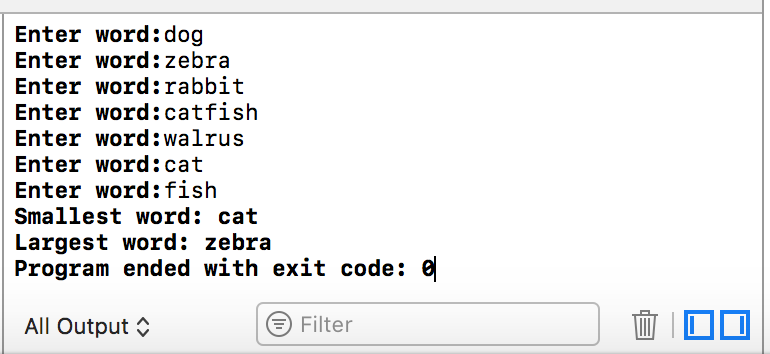 Enter word:dog
Enter word:zebra
Enter word:rabbit
Enter word:catfish
Enter word:walrus
Enter word:cat
Enter word:fish
Smallest word: cat
Largest word: zebra
Program ended with exit code: 0
All Output
Filter